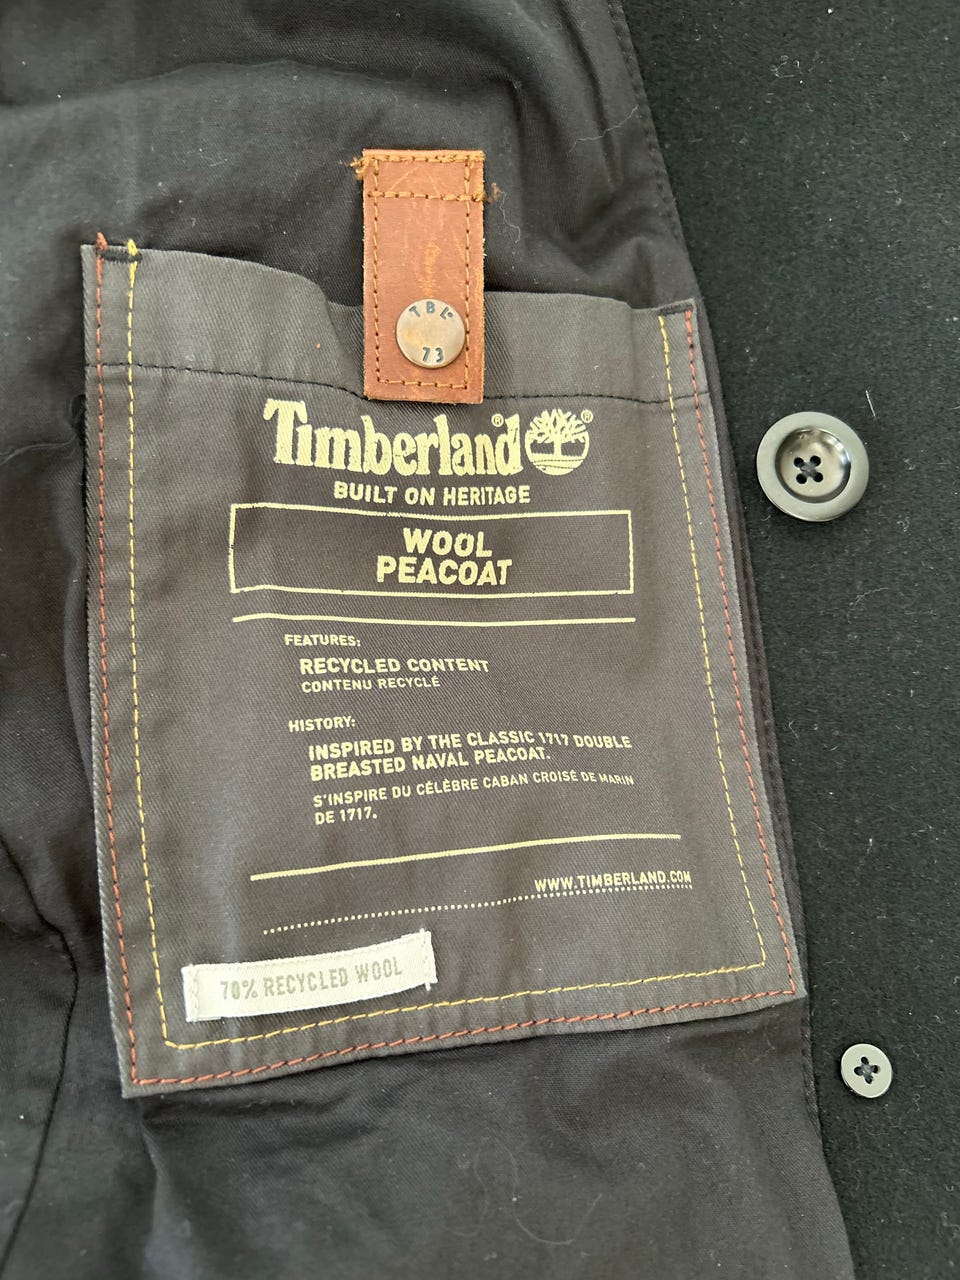 TBL
73
Timberland®®
BUILT ON HERITAGE
WOOL
PEACOAT
FEATURES:
RECYCLED CONTENT
CONTENU RECYCLÉ
HISTORY:
INSPIRED BY THE CLASSIC 1717 DOUBLE
BREASTED NAVAL PEACOAT.
S'INSPIRE DU CÉLÈBRE CABAN CROISÉ DE MARIN
DE 1717.
WWW.TIMBERLAND.COM
70% RECYCLED WOOL